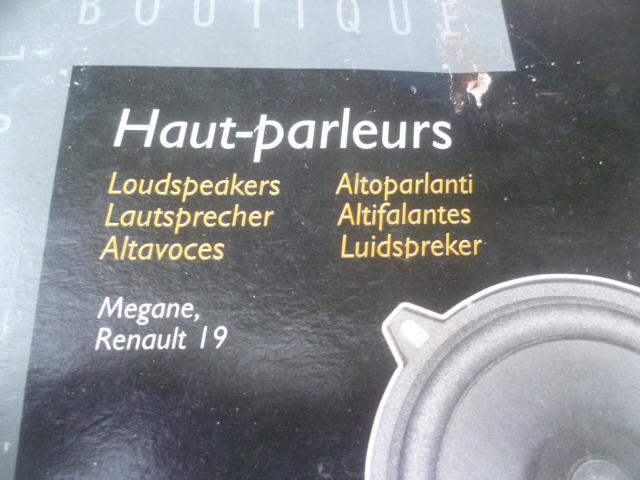 BOUTIQUE
Haut-parleurs
Loudspeakers
Lautsprecher
Altavoces
Altoparlanti
Altifalantes
Luidspreker
Megane,
Renault 19